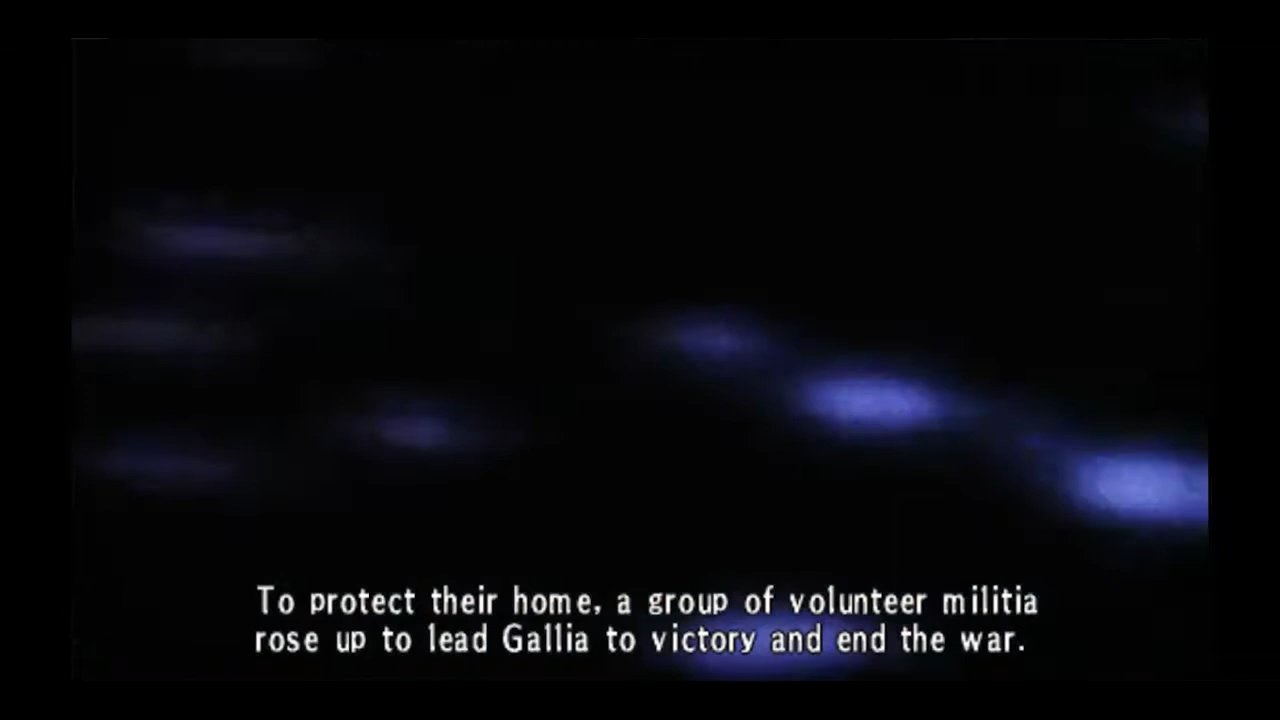 To protect their home, a group of volunteer militia
rose up to lead Gallia to victory and end the war.